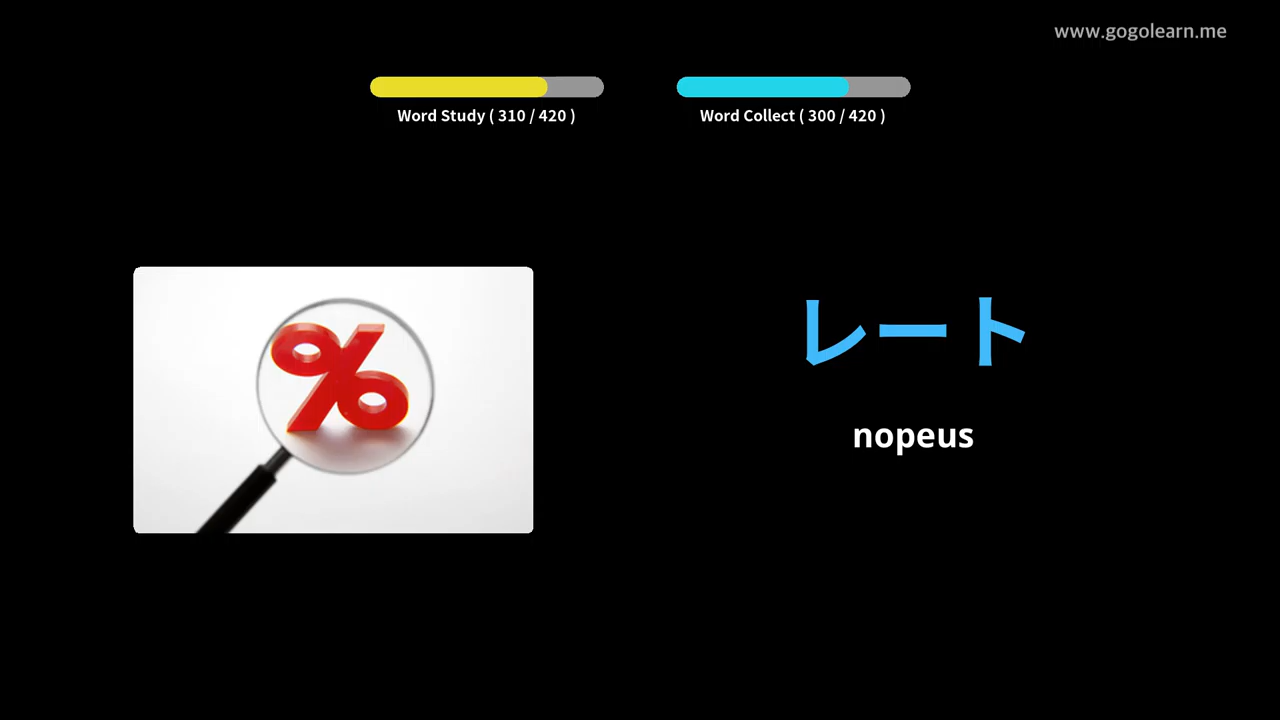 www.gogolearn.me
Word Study ( 310 / 420 )
Word Collect ( 300 / 420 )
%
レート
nopeus